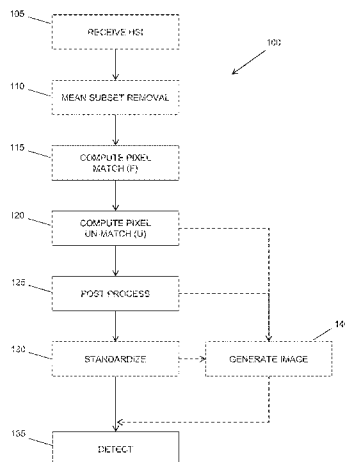 105
RECEIVE HSI
100
110
MEAN SUBSET REMOVAL
115
COMPUTE PIXEL
MATCH (F)
120
COMPUTE PIXEL
UN-MATCH (U)
125
POST PROCESS
130
STANDARDIZE
GENERATE IMAGE
135
DETECT